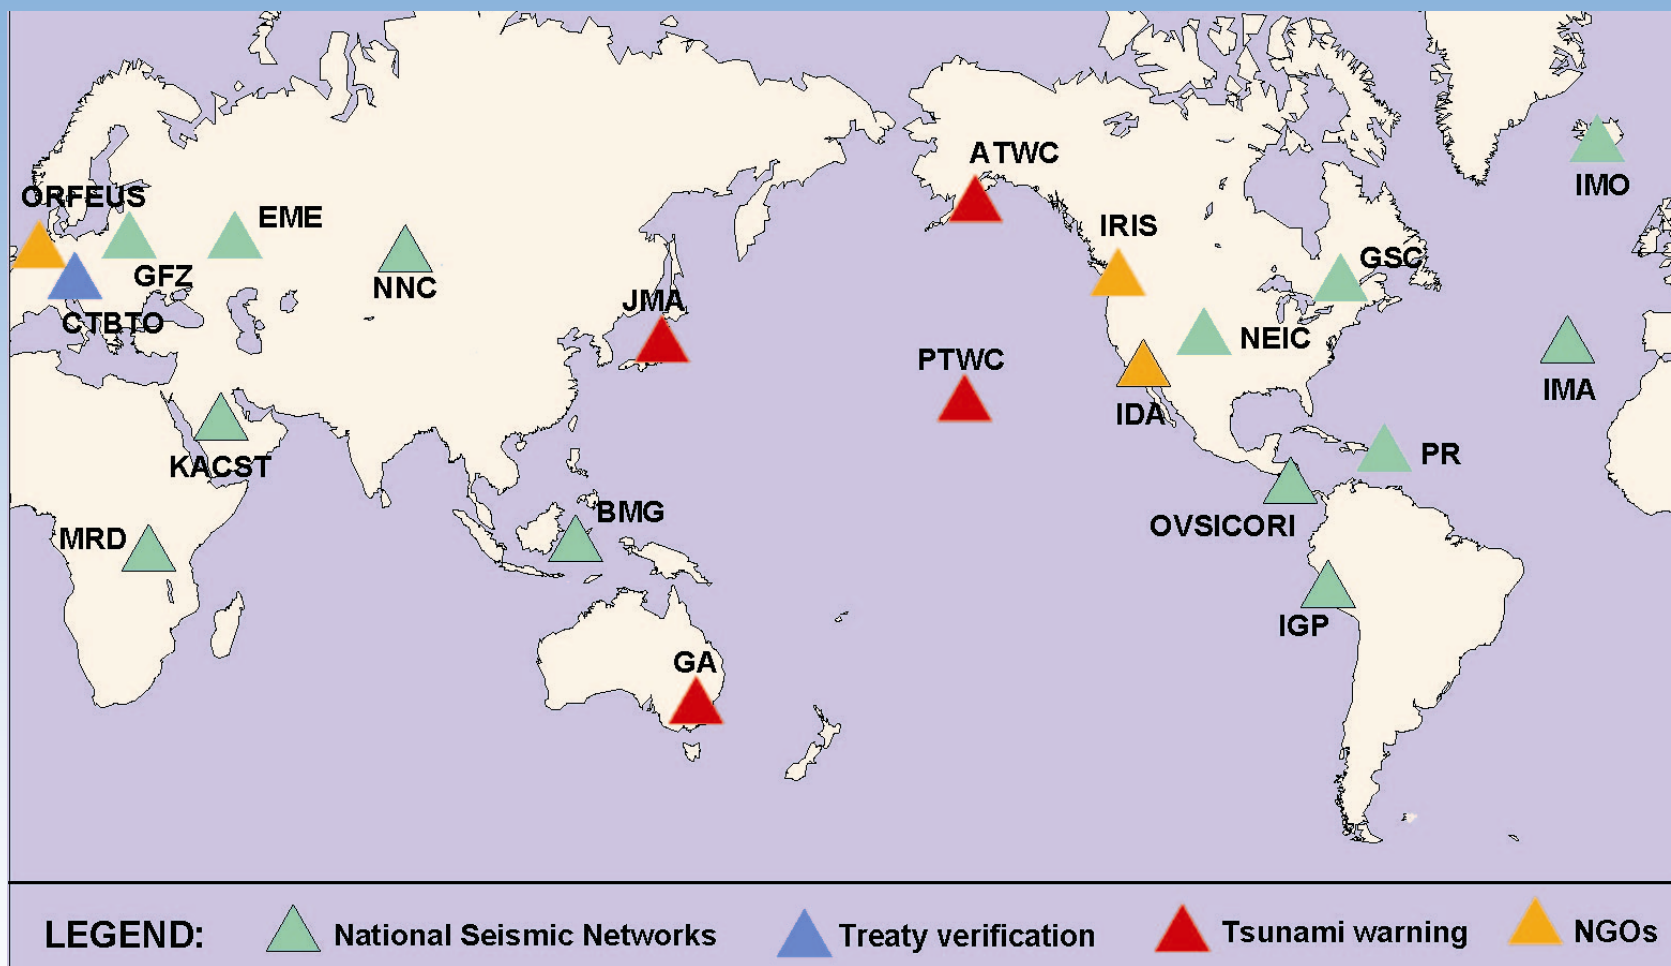 ATWC
IMO
ORFEUS
EME
IRIS
GSC
GFZ
NNC
JMA
CTBTO
NEIC
PTWC
IMA
IDA
KACST
PR
BMG
OVSICORI
MRD
IGP
GA
LEGEND:
National Seismic Networks
Treaty verification
Tsunami warning
NGOs